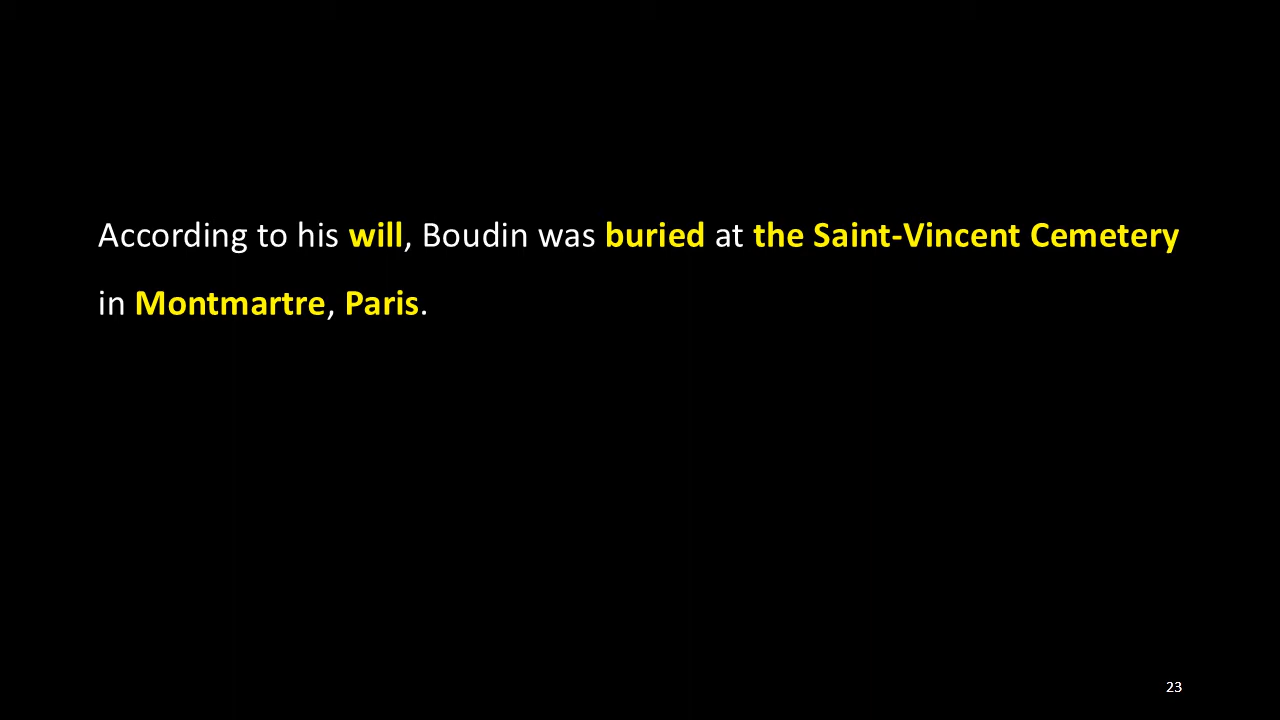 According to his will, Boudin was buried at the Saint-Vincent Cemetery
in Montmartre, Paris.
23